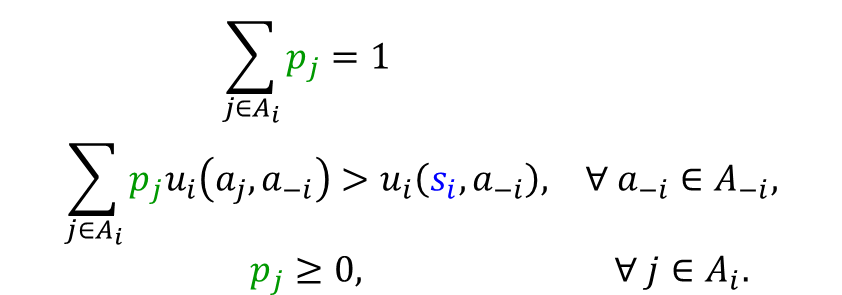 ∑_{j∈A_i} p_j = 1
∑_{j∈A_i} p_j u_i(a_j, a_{−i}) > u_i(s_i, a_{−i}), ∀ a_{−i} ∈ A_{−i},
p_j ≥ 0, ∀ j ∈ A_i.